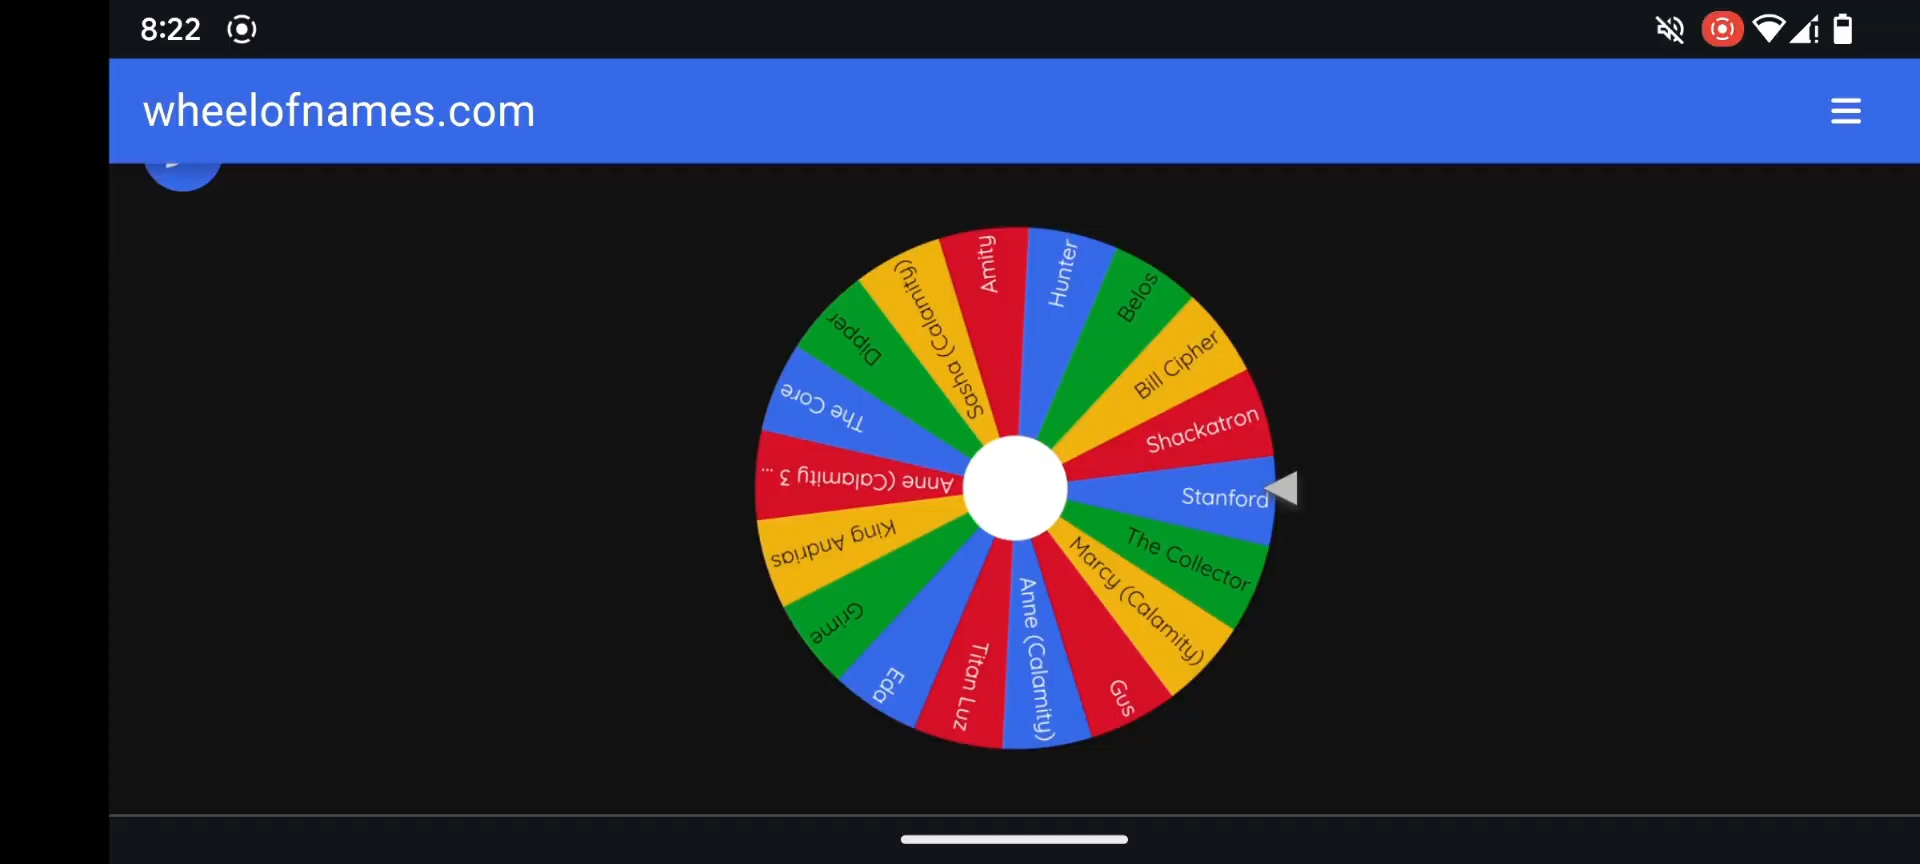 8:22
wheelofnames.com
Amity
Hunter
Belos
Bill Cipher
Shackatron
Stanford
The Collector
Marcy (Calamity)
Gus
Anne (Calamity)
Titan Luz
Eda
Grime
King Andrias
Anne (Calamity 3 ...
The Core
Dipper
Sasha (Calamity)